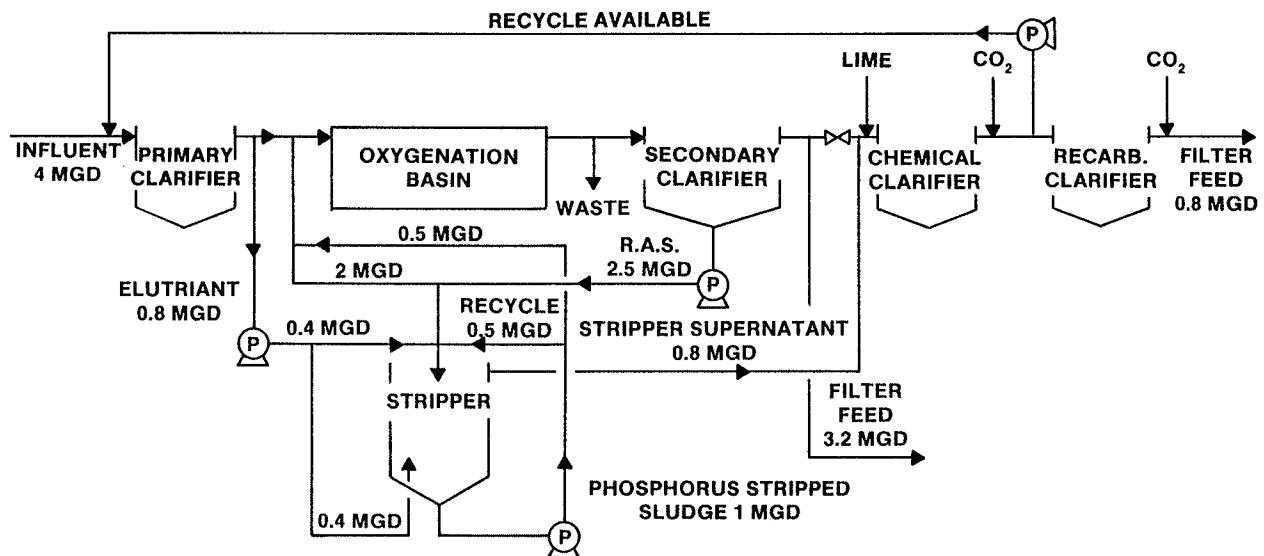 RECYCLE AVAILABLE
P
LIME
CO2
CO2
INFLUENT
4 MGD
PRIMARY
CLARIFIER
OXYGENATION
BASIN
WASTE
SECONDARY
CLARIFIER
CHEMICAL
CLARIFIER
RECARB.
CLARIFIER
FILTER
FEED
0.8 MGD
0.5 MGD
2 MGD
R.A.S.
2.5 MGD
P
ELUTRIANT
0.8 MGD
P
0.4 MGD
RECYCLE
0.5 MGD
STRIPPER SUPERNATANT
0.8 MGD
STRIPPER
FILTER
FEED
3.2 MGD
0.4 MGD
P
PHOSPHORUS STRIPPED
SLUDGE 1 MGD